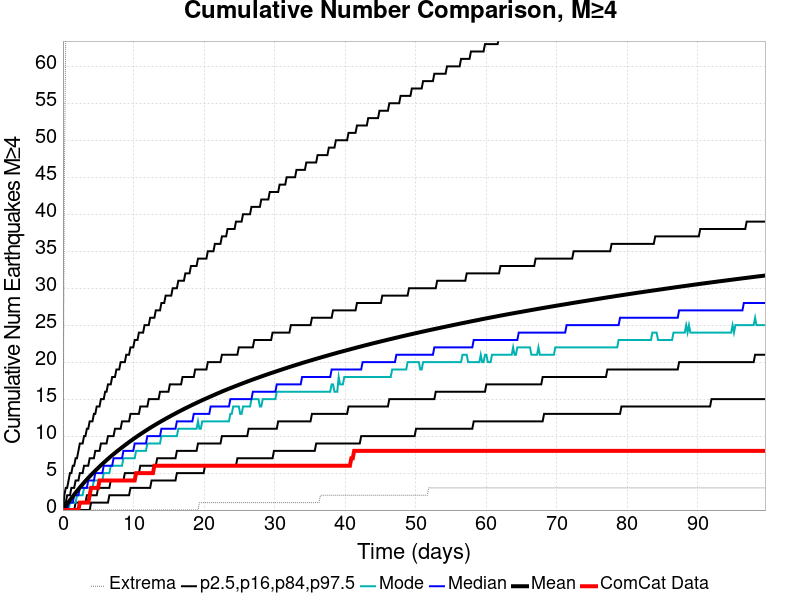 Cumulative Number Comparison, M≥4
Cumulative Num Earthquakes M≥4
60
55
50
45
40
35
30
25
20
15
10
5
0
0 10 20 30 40 50 60 70 80 90
Time (days)
Extrema p2.5,p16,p84,p97.5 Mode Median Mean ComCat Data